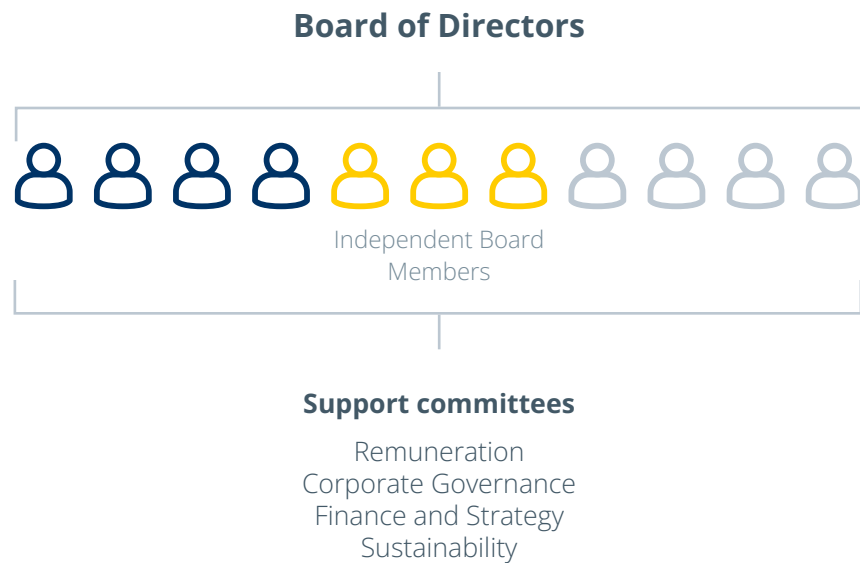 Board of Directors
Independent Board
Members
Support committees
Remuneration
Corporate Governance
Finance and Strategy
Sustainability